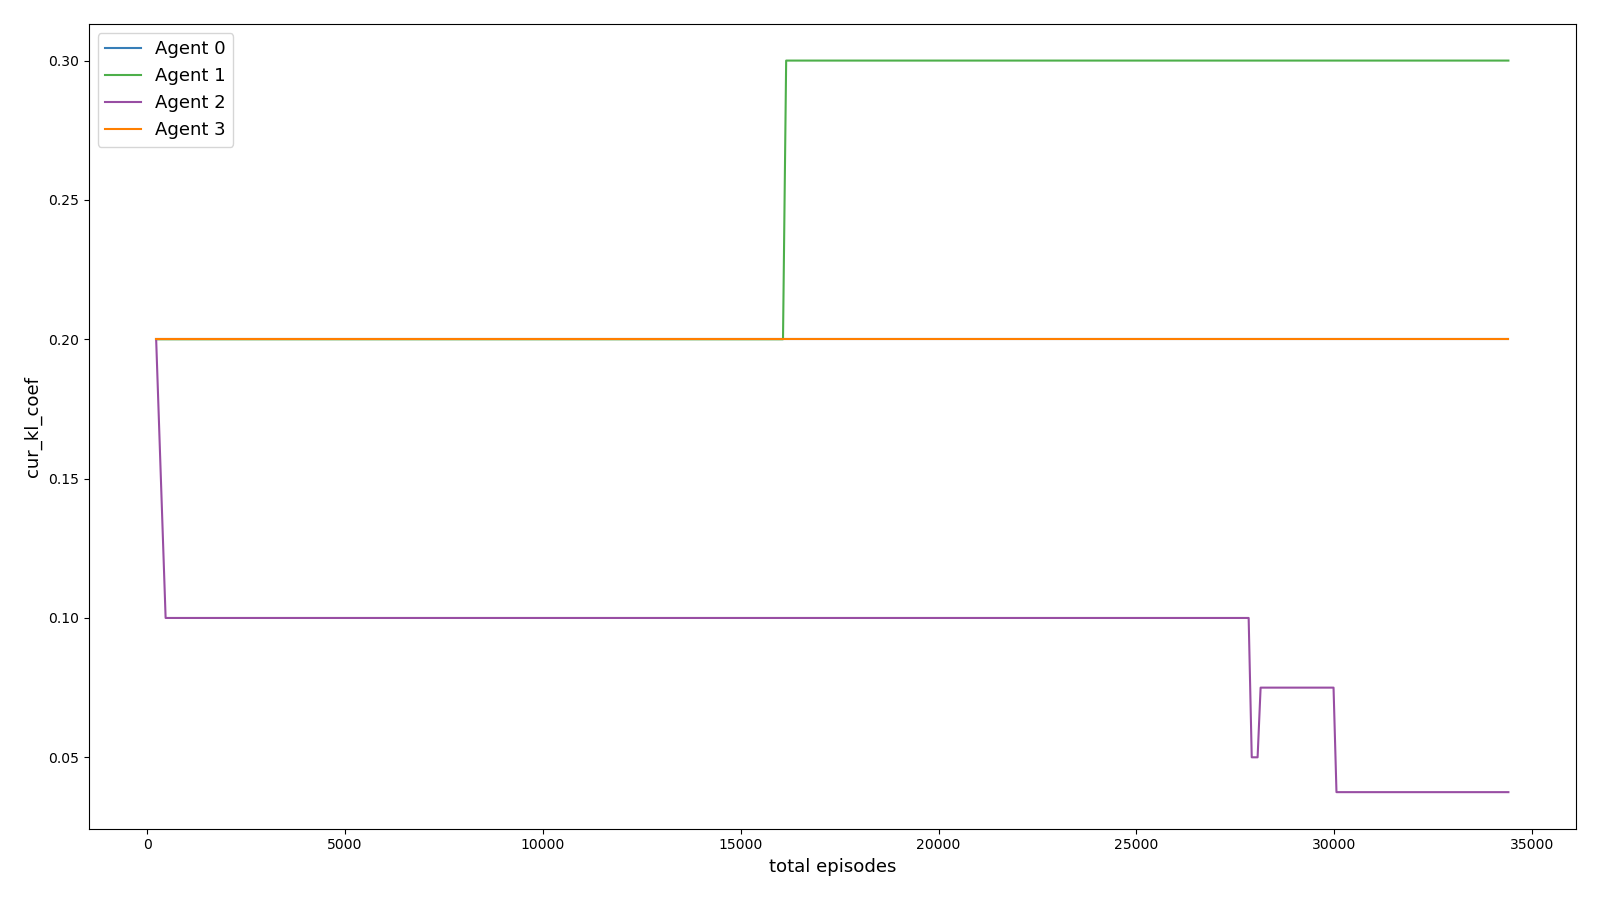 Agent 0
Agent 1
Agent 2
Agent 3
0.30
0.25
0.20
0.15
0.10
0.05
cur_kl_coef
0 5000 10000 15000 20000 25000 30000 35000
total episodes